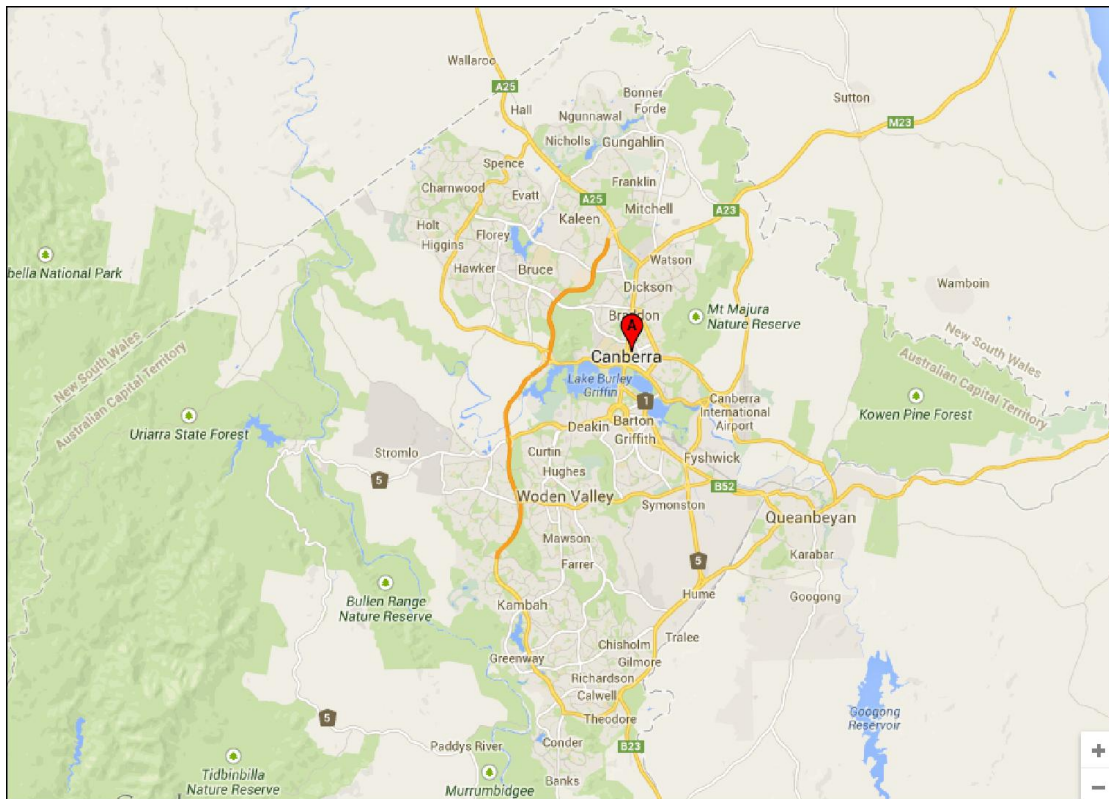 Wallaroo
A25
Hall
Bonner
Forde
Ngunnawal
Sutton
M23
Nicholls
Gungahlin
Spence
Charnwood
Evatt
Franklin
A25
Mitchell
A23
Kaleen
Holt
Florey
Higgins
Hawker
Bruce
Watson
bella National Park
Dickson
Wamboin
Mt Majura
Nature Reserve
Braddon
A
Canberra
New South Wales
Australian Capital Territory
New South Wales
Australian Capital Territory
Lake Burley
Griffin
1
Canberra
International
Airport
Kowen Pine Forest
Uriarra State Forest
Barton
Deakin
Griffith
Stromlo
Curtin
Fyshwick
5
Hughes
B52
Woden Valley
Symonston
Queanbeyan
Mawson
Farrer
5
Karabar
Bullen Range
Nature Reserve
Kambah
Hume
Googong
Tralee
Chisholm
Gilmore
Greenway
Richardson
Calwell
5
Theodore
Googong
Reservoir
Paddys River
Conder
B23
Tidbinbilla
Nature Reserve
Banks
Murrumbidgee
+
−